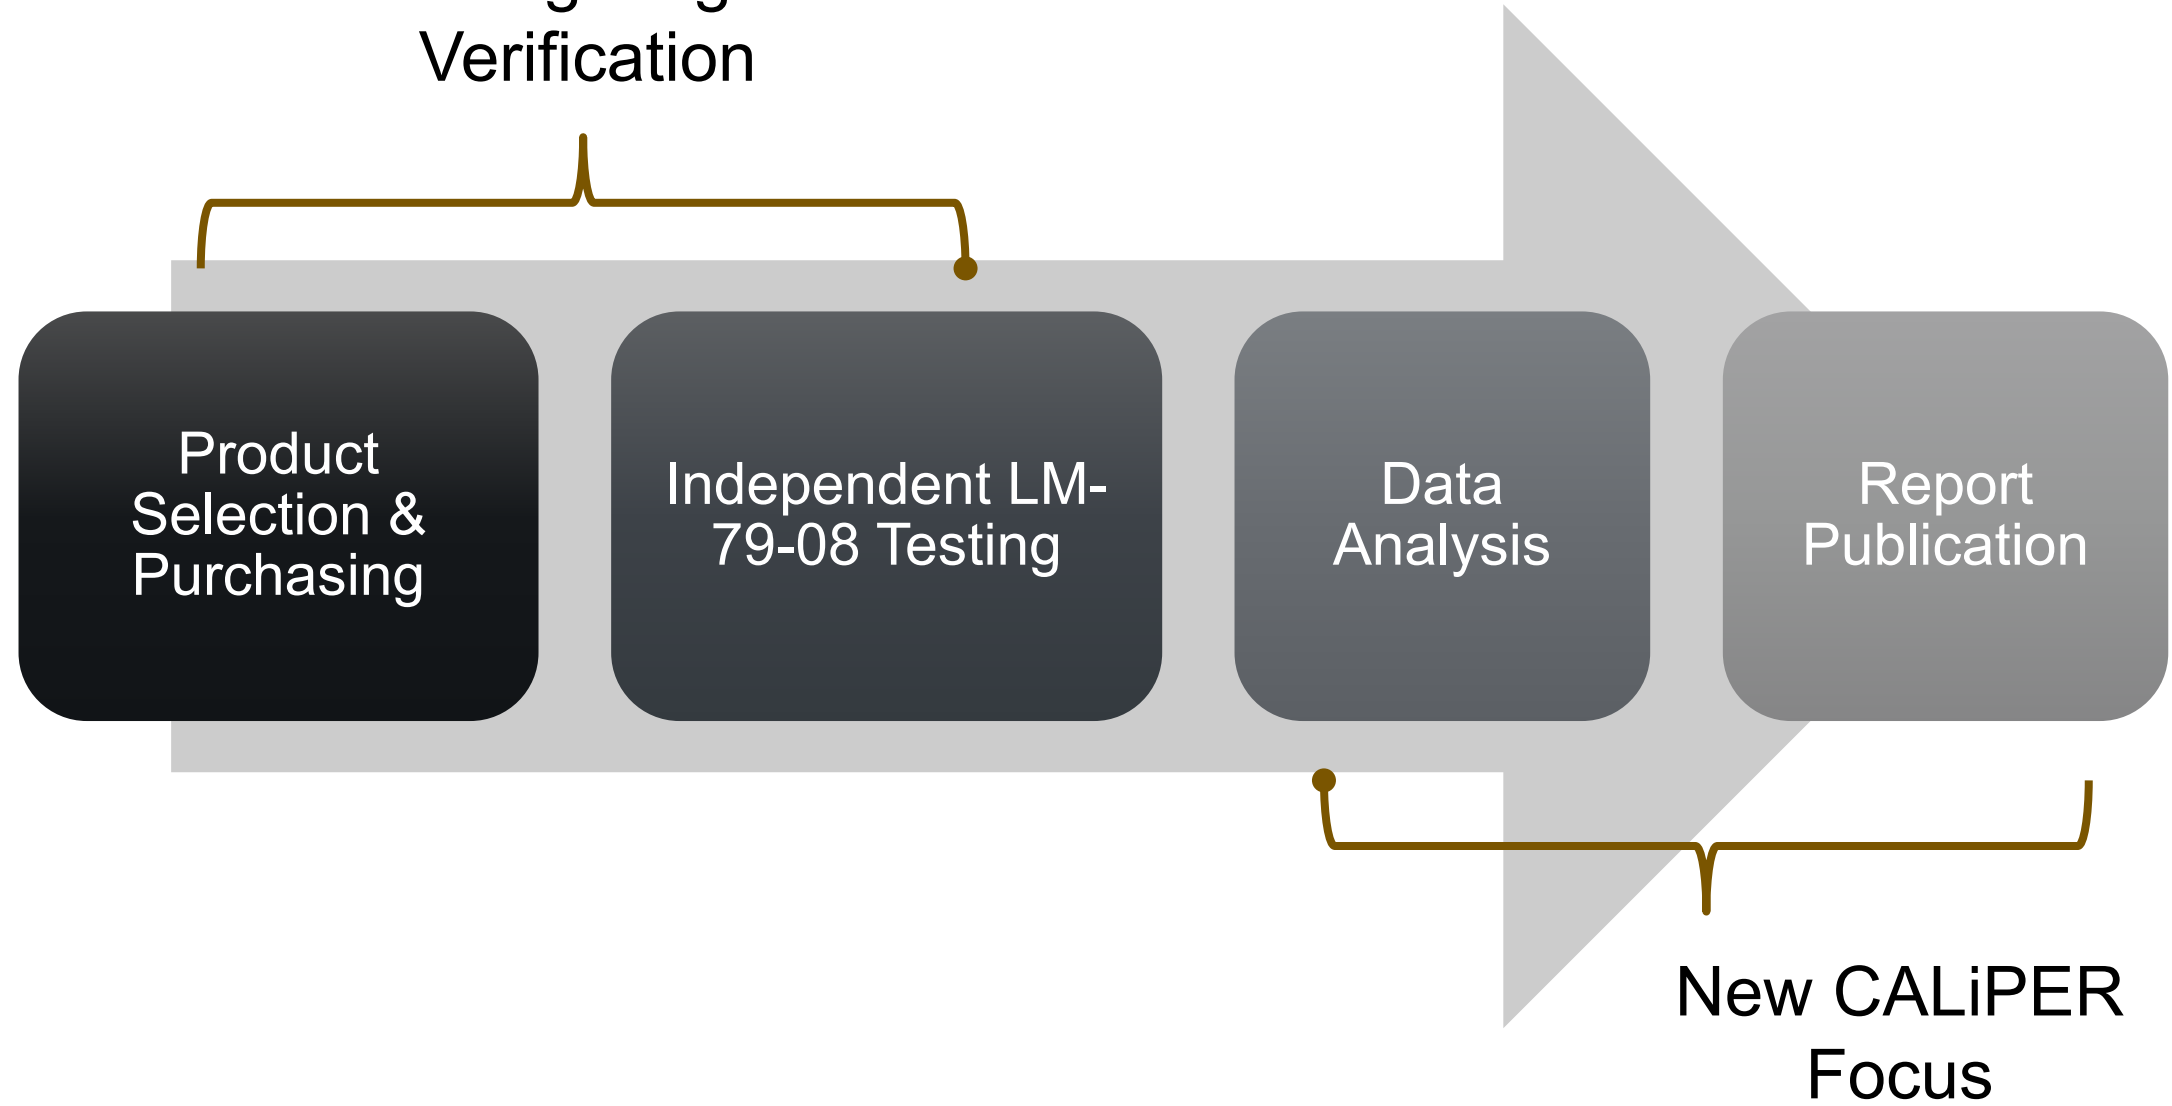 Verification
Product
Selection &
Purchasing
Independent LM-
79-08 Testing
Data
Analysis
Report
Publication
New CALiPER
Focus